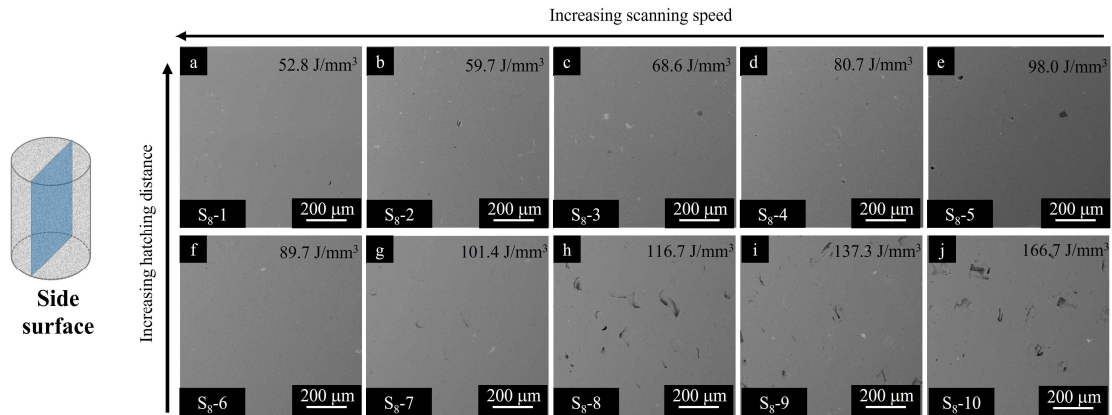 Increasing scanning speed
Increasing hatching distance
Side
surface
a
52.8 J/mm³
S₈-1
200 μm
b
59.7 J/mm³
S₈-2
200 μm
c
68.6 J/mm³
S₈-3
200 μm
d
80.7 J/mm³
S₈-4
200 μm
e
98.0 J/mm³
S₈-5
200 μm
f
89.7 J/mm³
S₈-6
200 μm
g
101.4 J/mm³
S₈-7
200 μm
h
116.7 J/mm³
S₈-8
200 μm
i
137.3 J/mm³
S₈-9
200 μm
j
166.7 J/mm³
S₈-10
200 μm